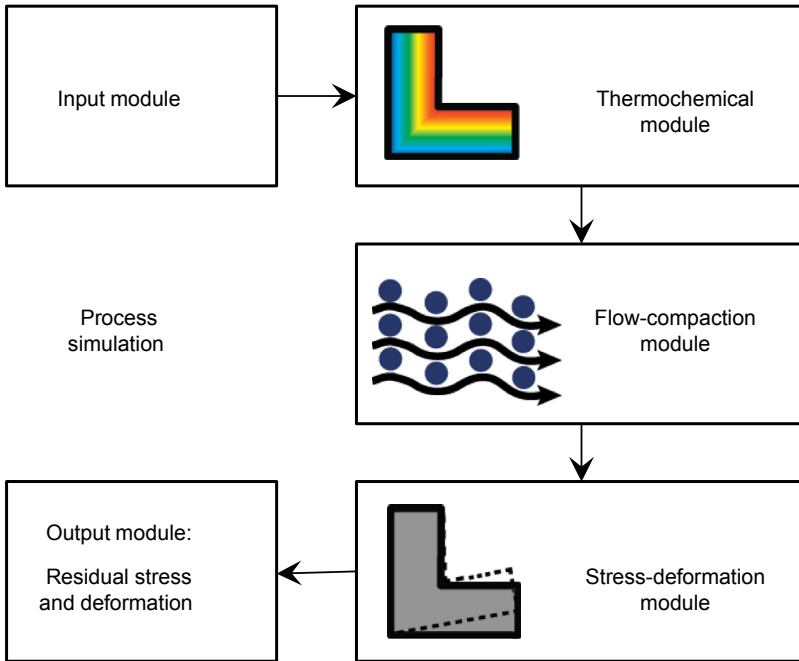 Input module
Thermochemical
module
Process
simulation
Flow-compaction
module
Output module:
Residual stress
and deformation
Stress-deformation
module